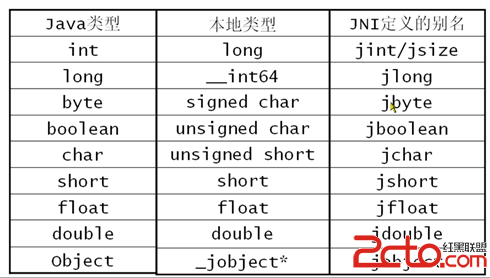 Java类型 本地类型 JNI定义的别名
int long jint/jsize
long __int64 jlong
byte signed char jbyte
boolean unsigned char jboolean
char unsigned short jchar
short short jshort
float float jfloat
double double jdouble
Object _jobject* jobject
2cto.com 红黑联盟